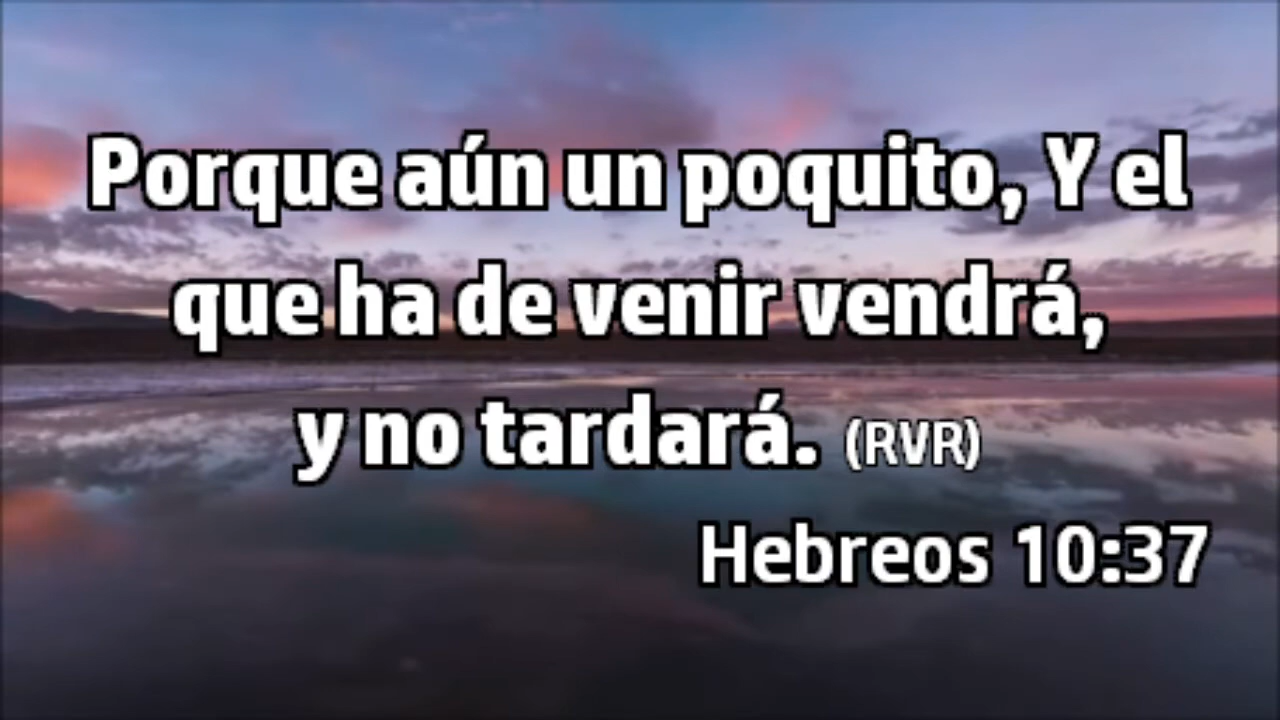 Porque aún un poquito, Y el
que ha de venir vendrá,
y no tardará. (RVR)
Hebreos 10:37